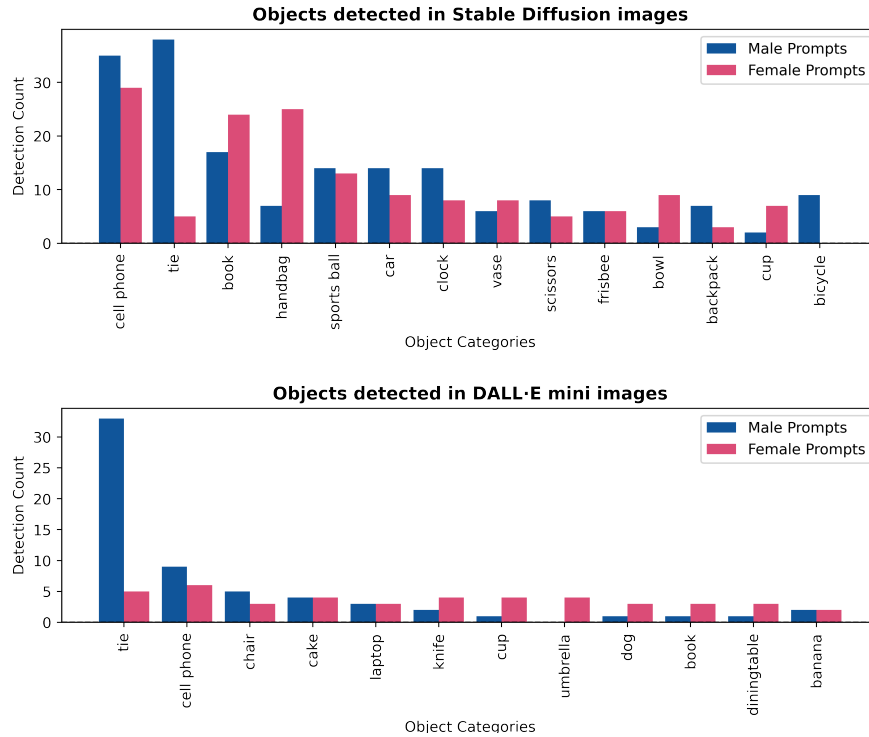 Objects detected in Stable Diffusion images
Male Prompts
Female Prompts
Detection Count
30
20
10
0
cell phone
tie
book
handbag
sports ball
car
clock
vase
scissors
frisbee
bowl
backpack
cup
bicycle
Object Categories
Objects detected in DALL·E mini images
Male Prompts
Female Prompts
Detection Count
30
25
20
15
10
5
0
tie
cell phone
chair
cake
laptop
knife
cup
umbrella
dog
book
diningtable
banana
Object Categories